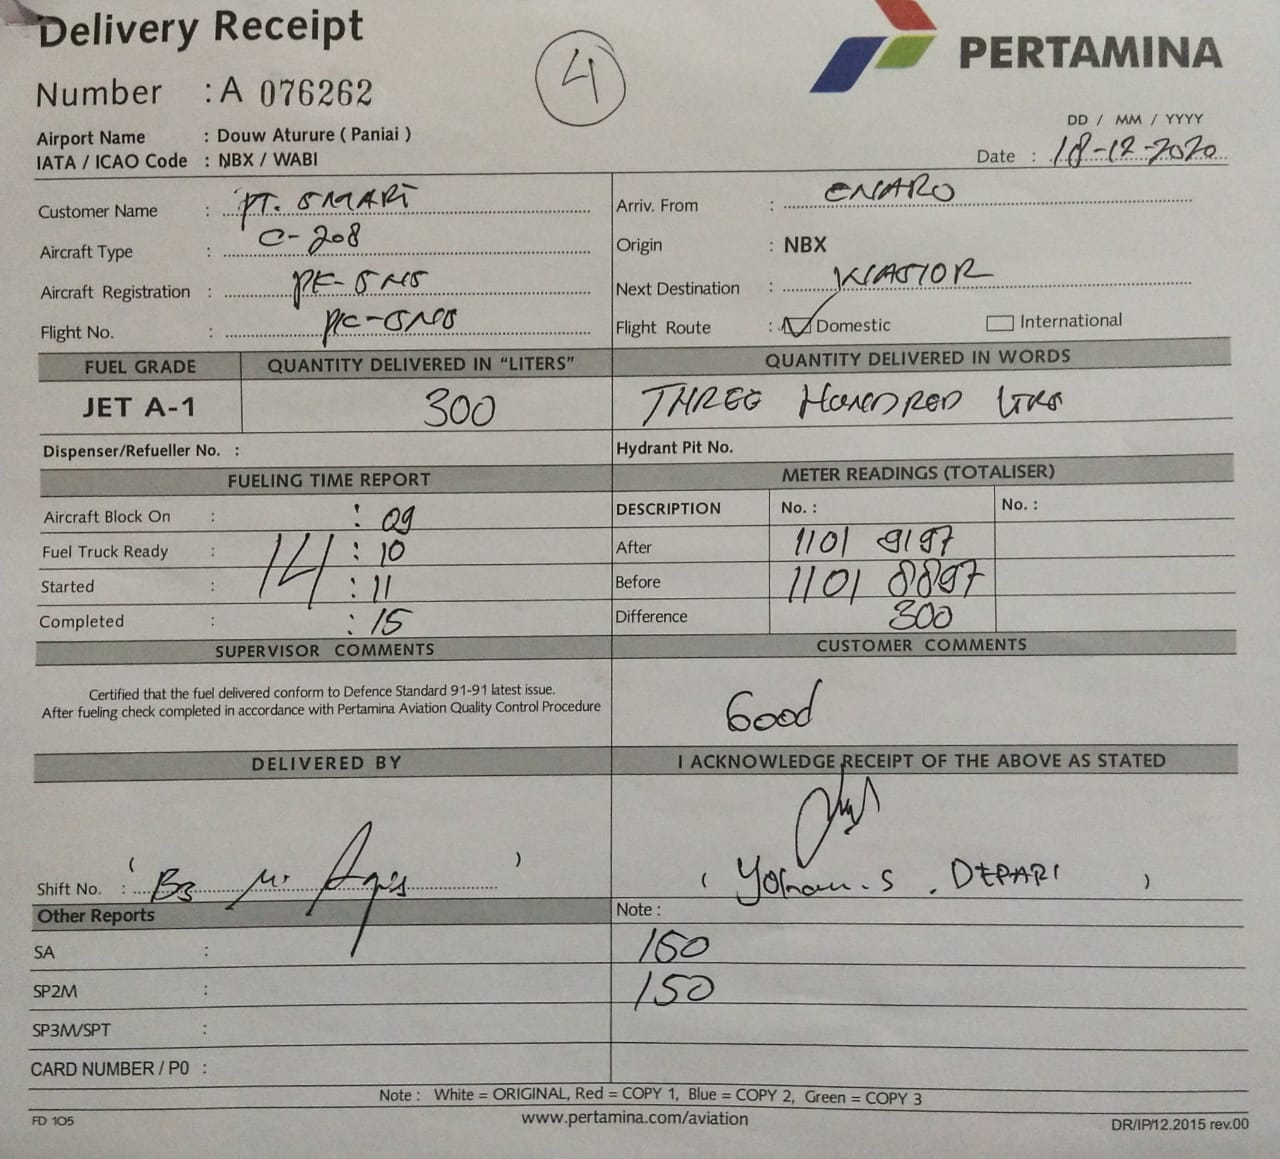 Delivery Receipt
4
PERTAMINA
Number : A 076262
Airport Name : Douw Aturure ( Paniai )
IATA / ICAO Code : NBX / WABI
DD / MM / YYYY
Date : 18-12-2020
Customer Name : PT. SMART
Arriv. From : ENARO
Aircraft Type : C-208
Origin : NBX
Aircraft Registration : PK-SNS
Next Destination : WASIOR
Flight No. : PK-SNS
Flight Route : Domestic International
FUEL GRADE QUANTITY DELIVERED IN "LITERS" QUANTITY DELIVERED IN WORDS
JET A-1 300 THREE HUNDRED LTRS
Dispenser/Refueller No. : Hydrant Pit No.
FUELING TIME REPORT METER READINGS (TOTALISER)
Aircraft Block On : : 09
DESCRIPTION No. : No. :
Fuel Truck Ready : 14 : 10
After 1101 9197
Started : : 11
Before 1101 8897
Completed : : 15
Difference 300
SUPERVISOR COMMENTS CUSTOMER COMMENTS
Certified that the fuel delivered conform to Defence Standard 91-91 latest issue.
After fueling check completed in accordance with Pertamina Aviation Quality Control Procedure
Good
DELIVERED BY I ACKNOWLEDGE RECEIPT OF THE ABOVE AS STATED
( )
Shift No. :
( S . DEPARI )
Other Reports Note :
SA : 150
SP2M : 150
SP3M/SPT :
CARD NUMBER / P0 :
Note : White = ORIGINAL, Red = COPY 1, Blue = COPY 2, Green = COPY 3
FD 105 www.pertamina.com/aviation DR/IP/12.2015 rev.00